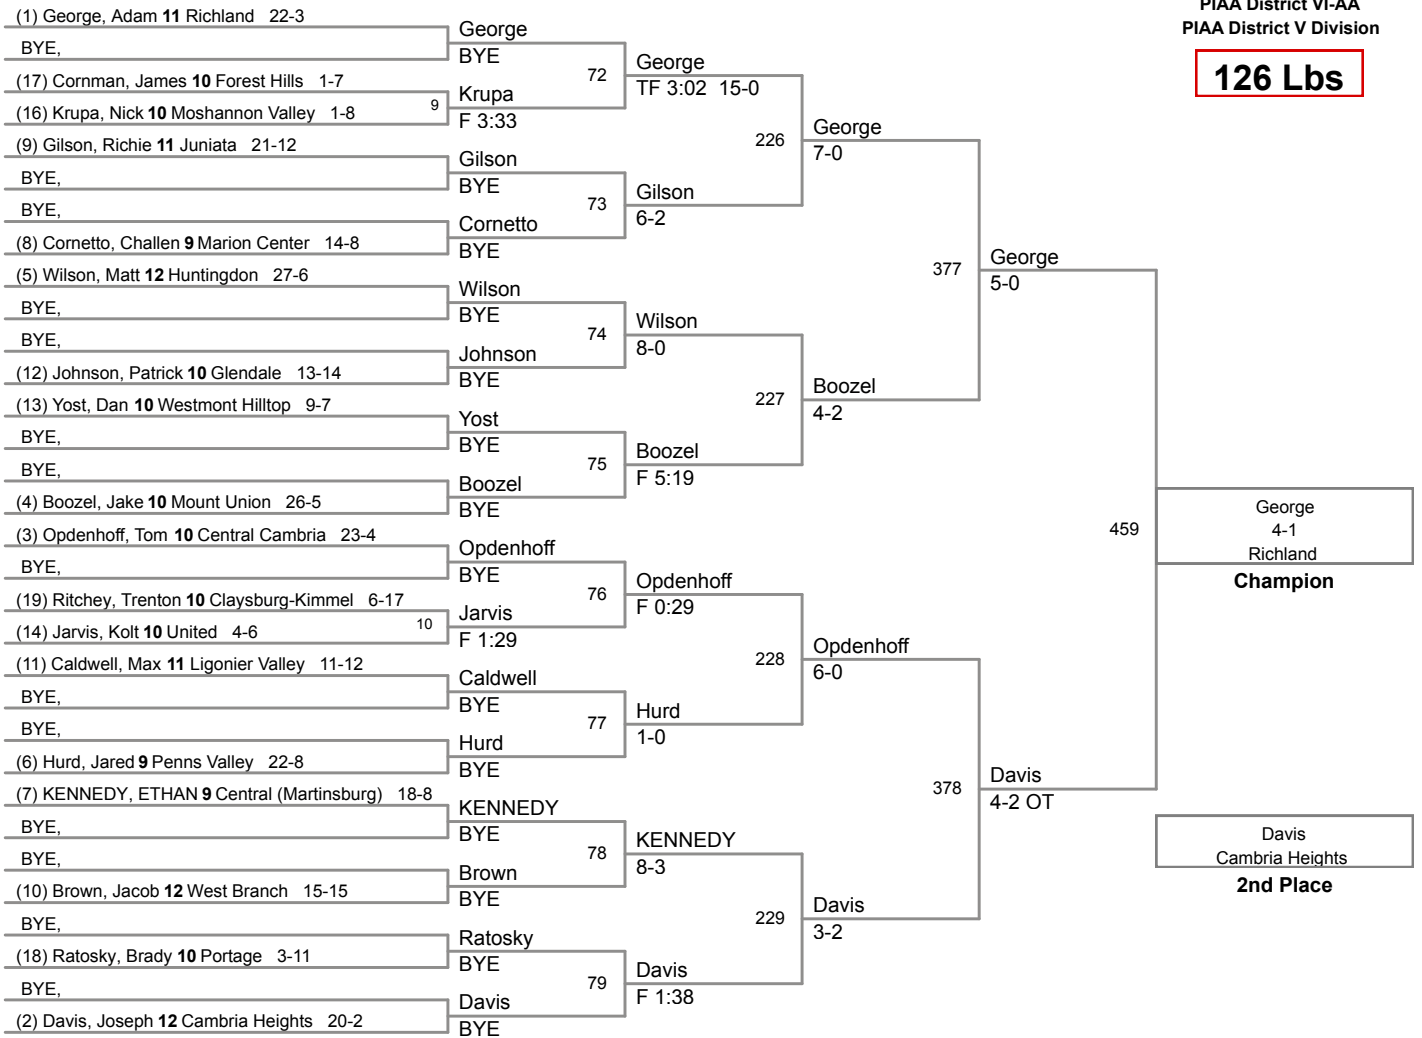 PIAA District VI-AA
PIAA District V Division
126 Lbs
(1) George, Adam 11 Richland 22-3
BYE,
(17) Cornman, James 10 Forest Hills 1-7
(16) Krupa, Nick 10 Moshannon Valley 1-8
9
(9) Gilson, Richie 11 Juniata 21-12
BYE,
BYE,
(8) Cornetto, Challen 9 Marion Center 14-8
(5) Wilson, Matt 12 Huntingdon 27-6
BYE,
BYE,
(12) Johnson, Patrick 10 Glendale 13-14
(13) Yost, Dan 10 Westmont Hilltop 9-7
BYE,
BYE,
(4) Boozel, Jake 10 Mount Union 26-5
(3) Opdenhoff, Tom 10 Central Cambria 23-4
BYE,
(19) Ritchey, Trenton 10 Claysburg-Kimmel 6-17
(14) Jarvis, Kolt 10 United 4-6
10
(11) Caldwell, Max 11 Ligonier Valley 11-12
BYE,
BYE,
(6) Hurd, Jared 9 Penns Valley 22-8
(7) KENNEDY, ETHAN 9 Central (Martinsburg) 18-8
BYE,
BYE,
(10) Brown, Jacob 12 West Branch 15-15
BYE,
(18) Ratosky, Brady 10 Portage 3-11
BYE,
(2) Davis, Joseph 12 Cambria Heights 20-2
George
BYE
72
Krupa
F 3:33
Gilson
BYE
73
Cornetto
BYE
Wilson
BYE
74
Johnson
BYE
Yost
BYE
75
Boozel
BYE
Opdenhoff
BYE
76
Jarvis
F 1:29
Caldwell
BYE
77
Hurd
BYE
KENNEDY
BYE
78
Brown
BYE
Ratosky
BYE
79
Davis
BYE
George
TF 3:02 15-0
226
Gilson
6-2
Wilson
8-0
227
Boozel
F 5:19
Opdenhoff
F 0:29
228
Hurd
1-0
KENNEDY
8-3
229
Davis
F 1:38
George
7-0
377
Boozel
4-2
Opdenhoff
6-0
378
Davis
3-2
George
5-0
459
Davis
4-2 OT
George
4-1
Richland
Champion
Davis
Cambria Heights
2nd Place